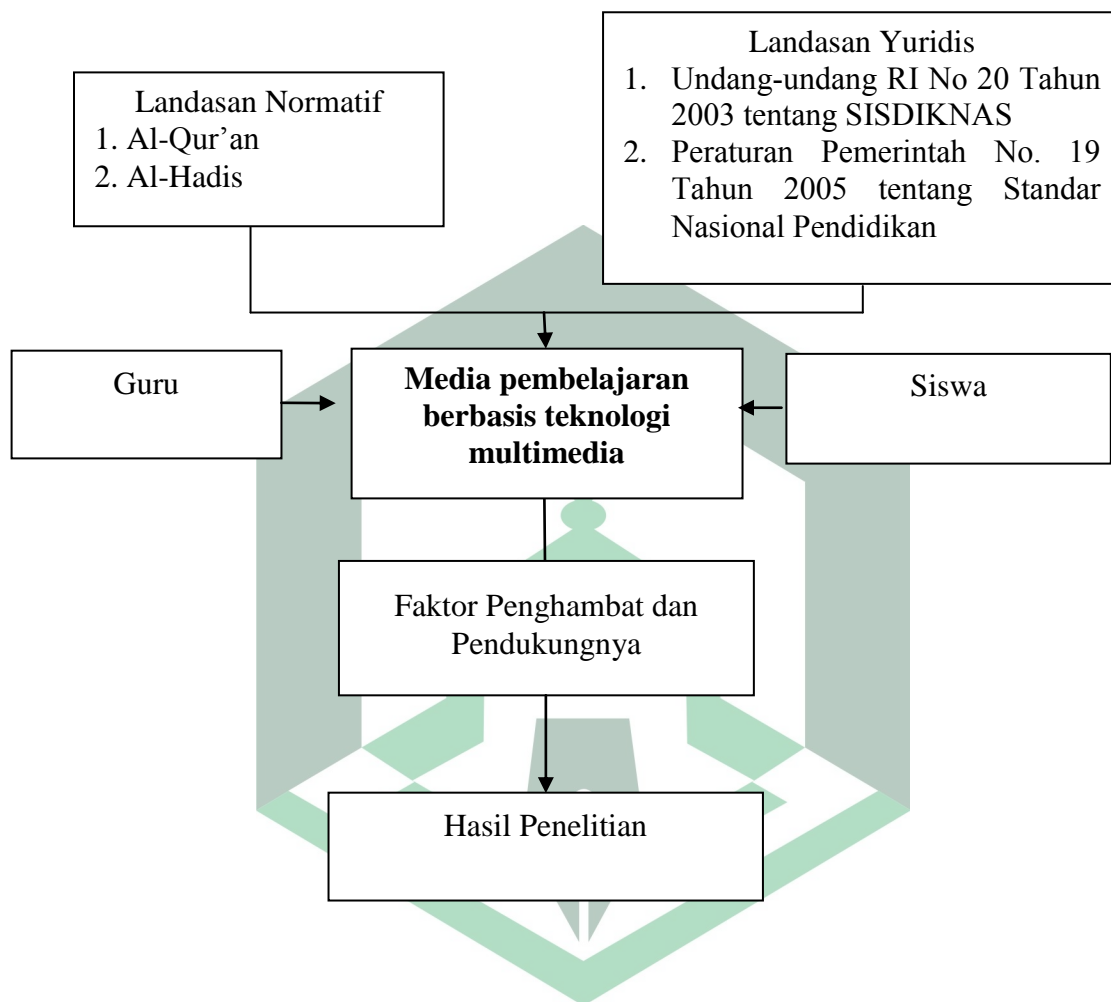 Landasan Normatif
1. Al-Qur’an
2. Al-Hadis
Landasan Yuridis
1. Undang-undang RI No 20 Tahun
2003 tentang SISDIKNAS
2. Peraturan Pemerintah No. 19
Tahun 2005 tentang Standar
Nasional Pendidikan
Guru
Media pembelajaran
berbasis teknologi
multimedia
Siswa
Faktor Penghambat dan
Pendukungnya
Hasil Penelitian